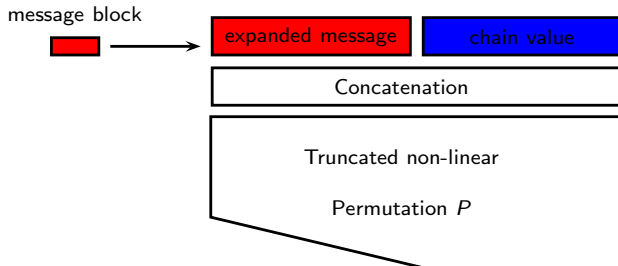 message block
expanded message
chain value
Concatenation
Truncated non-linear
Permutation P